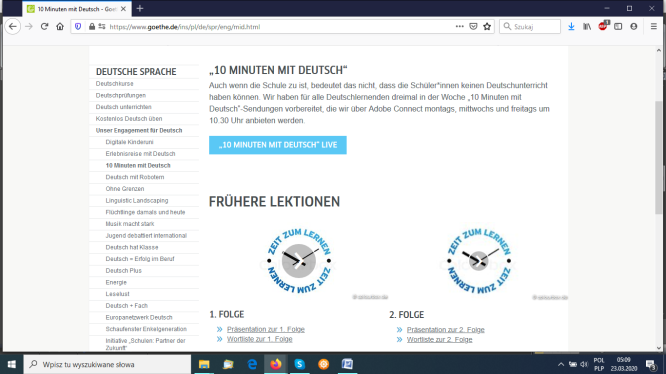 10 Minuten mit Deutsch - Goet
https://www.goethe.de/ins/pl/de/spr/eng/mid.html
Szukaj
DEUTSCHE SPRACHE
Deutschkurse
Deutschprüfungen
Deutsch unterrichten
Kostenlos Deutsch üben
Unser Engagement für Deutsch
Digitale Kinderuni
Erlebnisreise mit Deutsch
10 Minuten mit Deutsch
Deutsch mit Robotern
Ohne Grenzen
Linguistic Landscaping
Flüchtlinge damals und heute
Musik macht stark
Jugend debattiert International
Deutsch hat Klasse
Deutsch = Erfolg im Beruf
Deutsch Plus
Energie
Leselust
Deutsch + Fach
Europanetzwerk Deutsch
Schaufenster Enkelgeneration
Initiative „Schulen: Partner der
Zukunft"
„10 MINUTEN MIT DEUTSCH“
Auch wenn die Schule zu ist, bedeutet das nicht, dass die Schüler*innen keinen Deutschunterricht
haben können. Wir haben für alle Deutschlernenden dreimal in der Woche „10 Minuten mit
Deutsch“-Sendungen vorbereitet, die wir über Adobe Connect montags, mittwochs und freitags um
10.30 Uhr anbieten werden.
„10 MINUTEN MIT DEUTSCH“ LIVE
FRÜHERE LEKTIONEN
ZEIT ZUM LERNEN
ZEIT ZUM LERNEN
ZEIT ZUM LERNEN
ZEIT ZUM LERNEN
1. FOLGE
Präsentation zur 1. Folge
Wortliste zur 1. Folge
2. FOLGE
Präsentation zur 2. Folge
Wortliste zur 2. Folge
Wpisz tu wyszukiwane słowa
POL
PLP
05:09
23.03.2020